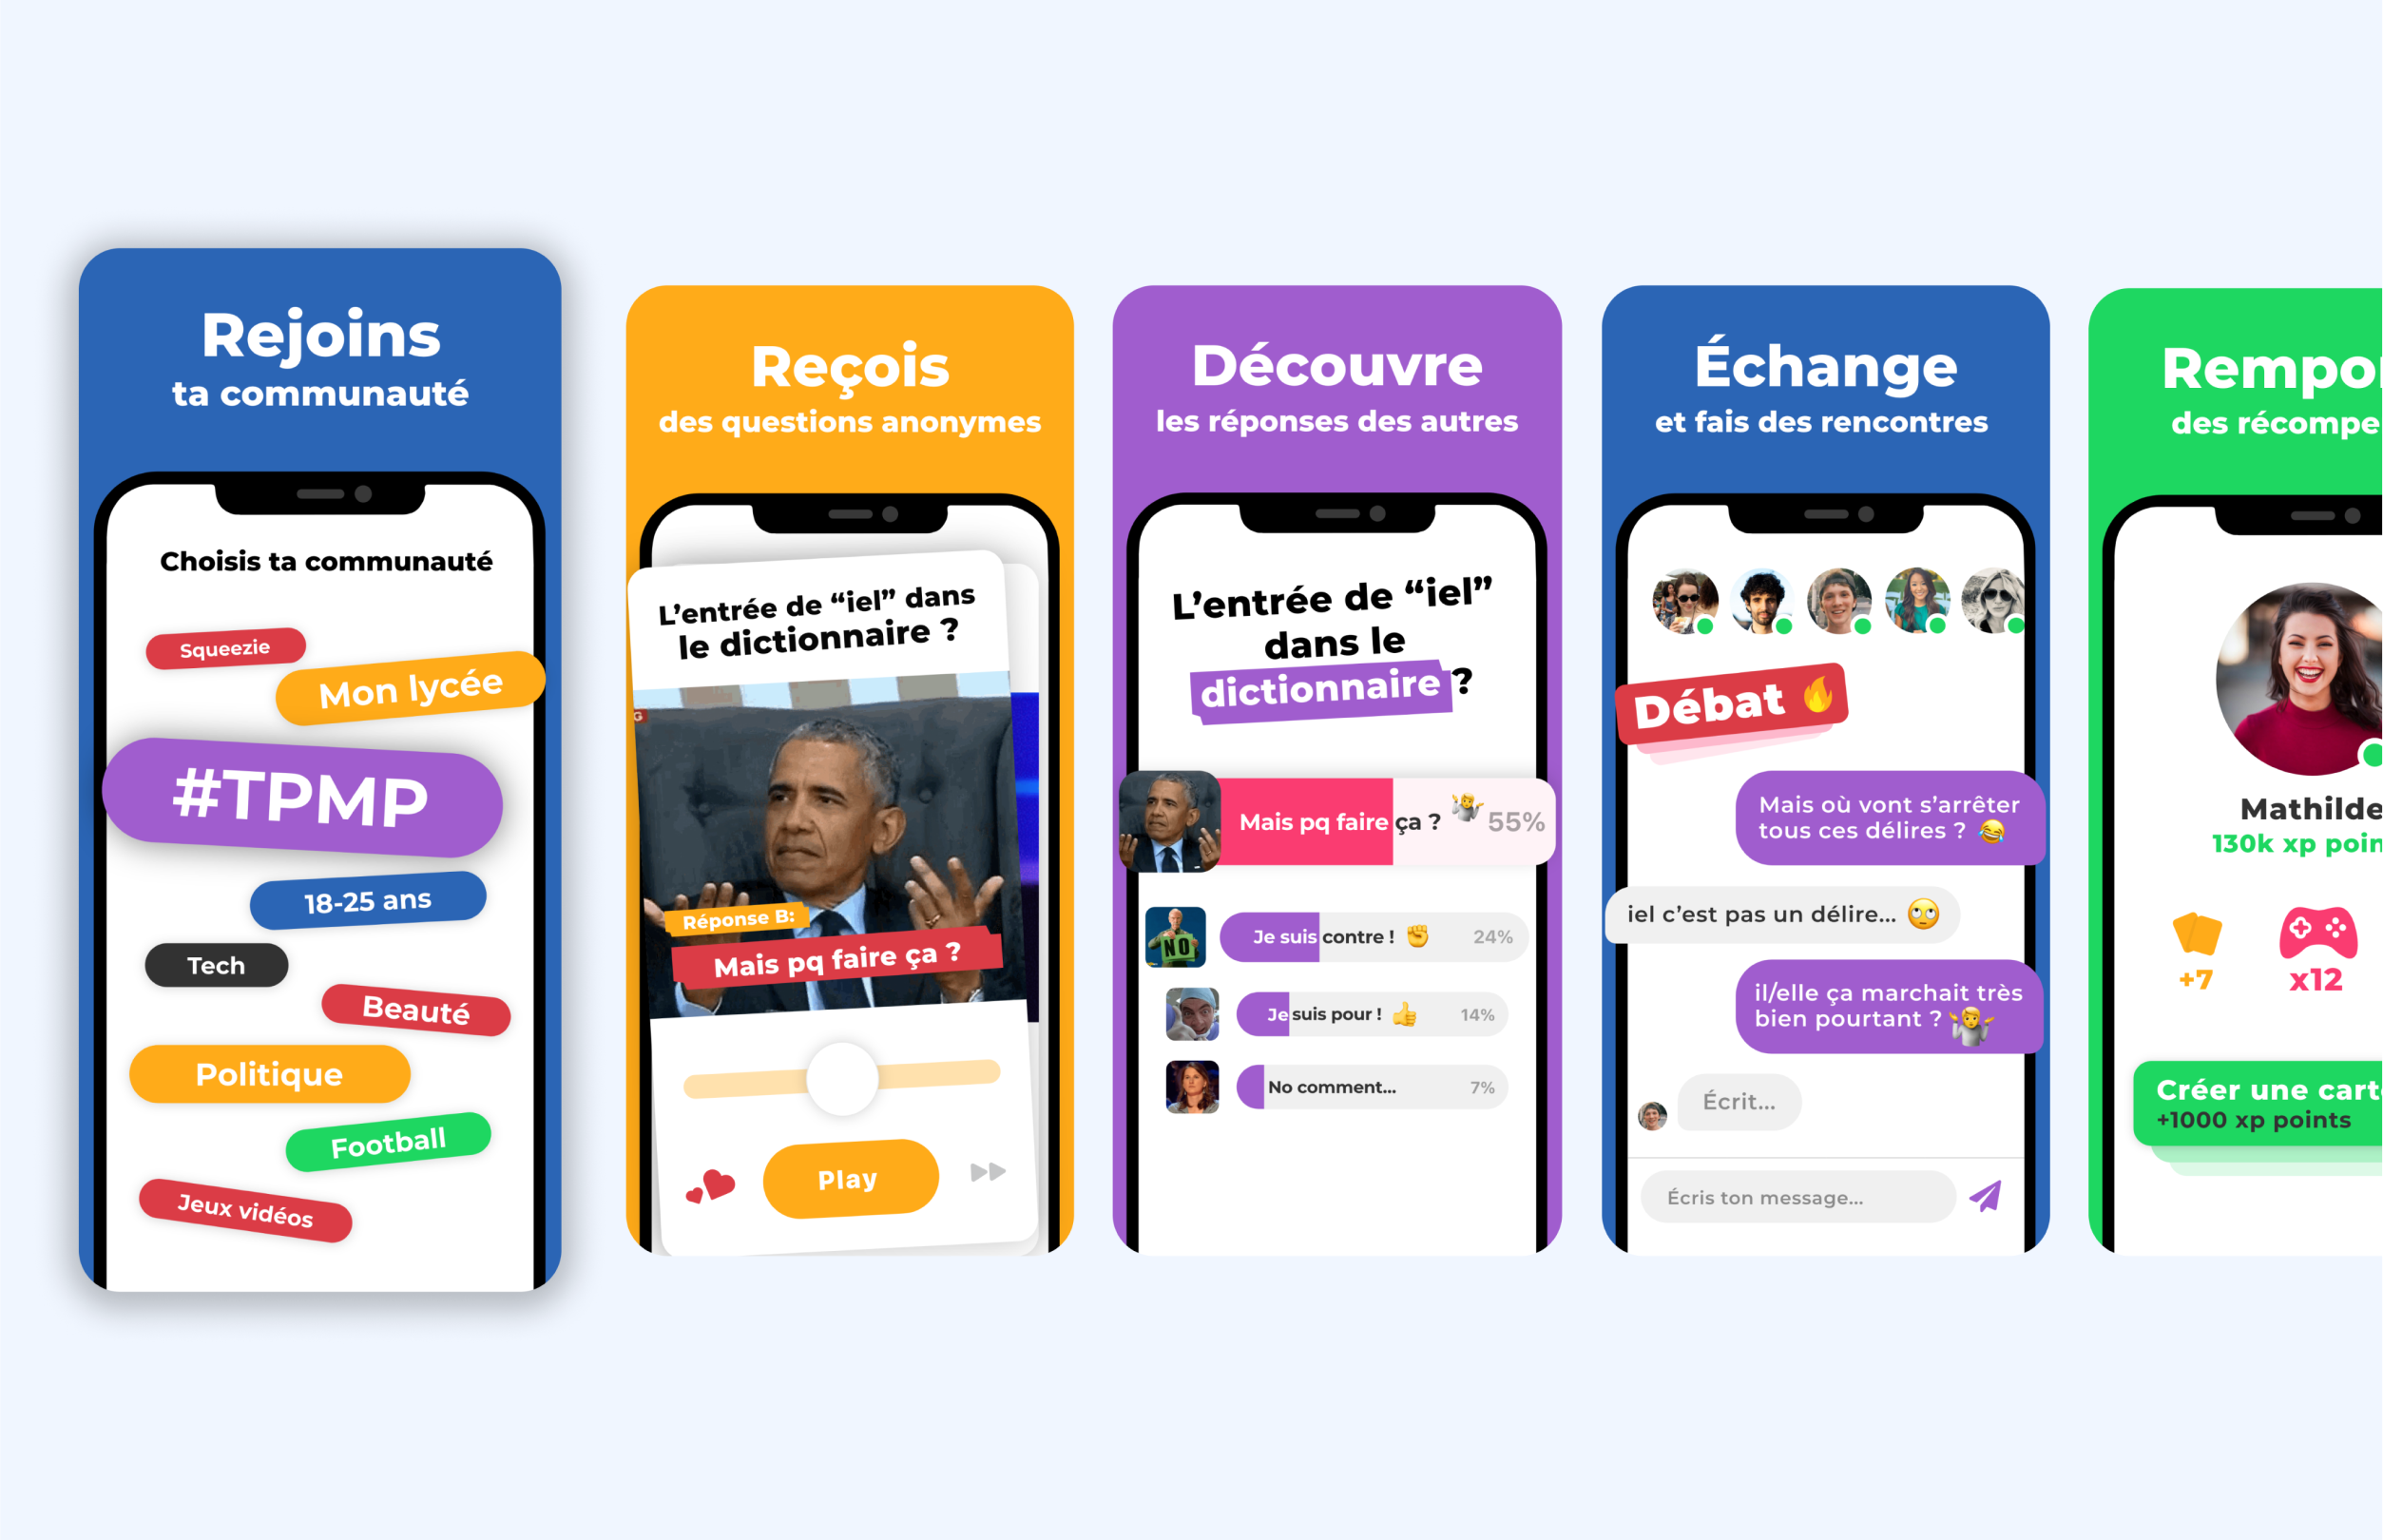 Rejoins
ta communauté
Choisis ta communauté
Squeezie
Mon lycée
#TPMP
18-25 ans
Tech
Beauté
Politique
Football
Jeux vidéos
Reçois
des questions anonymes
L’entrée de “iel” dans
le dictionnaire ?
G
Réponse B:
Mais pq faire ça ?
Play
Découvre
les réponses des autres
L’entrée de “iel”
dans le
dictionnaire ?
Mais pq faire ça ? 🤷 55%
NO
Je suis contre ! ✊ 24%
Je suis pour ! 👍 14%
No comment... 7%
Échange
et fais des rencontres
Débat 🔥
Mais où vont s’arrêter
tous ces délires ? 😂
iel c’est pas un délire... 🙄
il/elle ça marchait très
bien pourtant ? 🤷
Écrit...
Écris ton message...
Rempor
des récompe
Mathilde
130k xp poin
+7
x12
Créer une cart
+1000 xp points